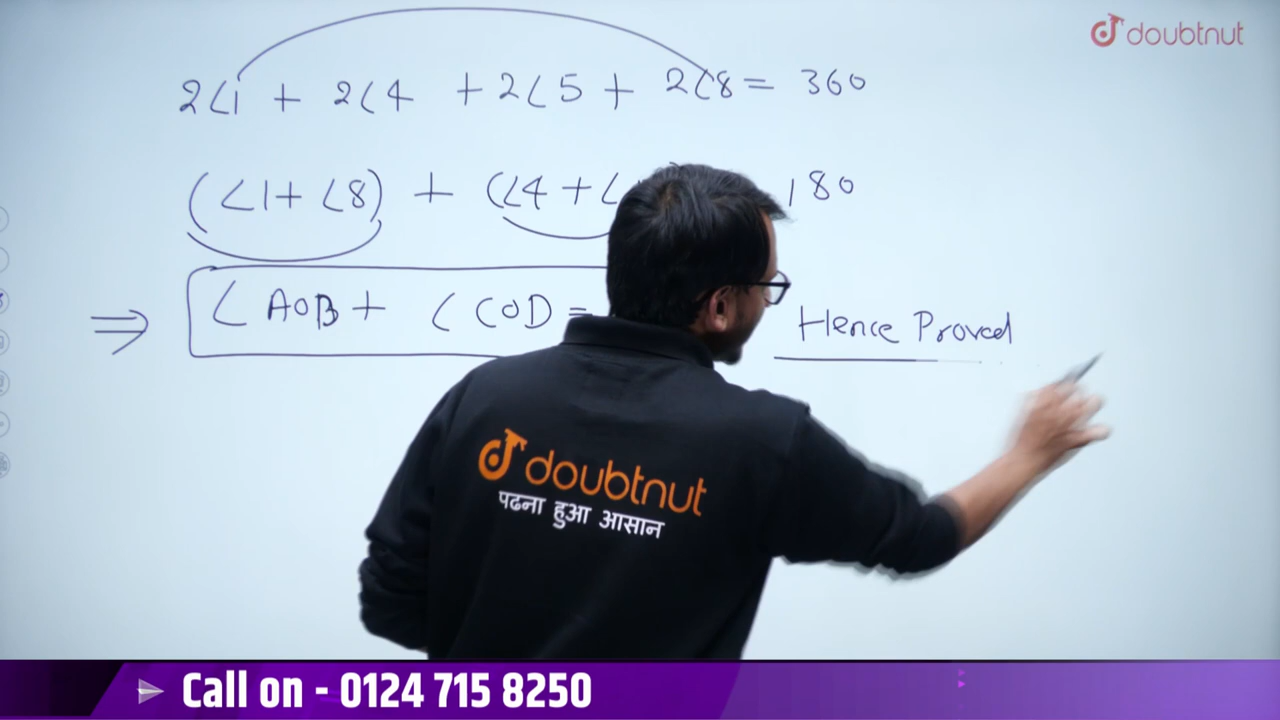 doubtnut
2∠1 + 2∠4 + 2∠5 + 2∠8 = 360
(∠1 + ∠8) + (∠4 + ∠ 180
⇒ ∠ AOB + ∠ COD =
Hence Proved
doubtnut
पढना हुआ आसान
Call on - 0124 715 8250